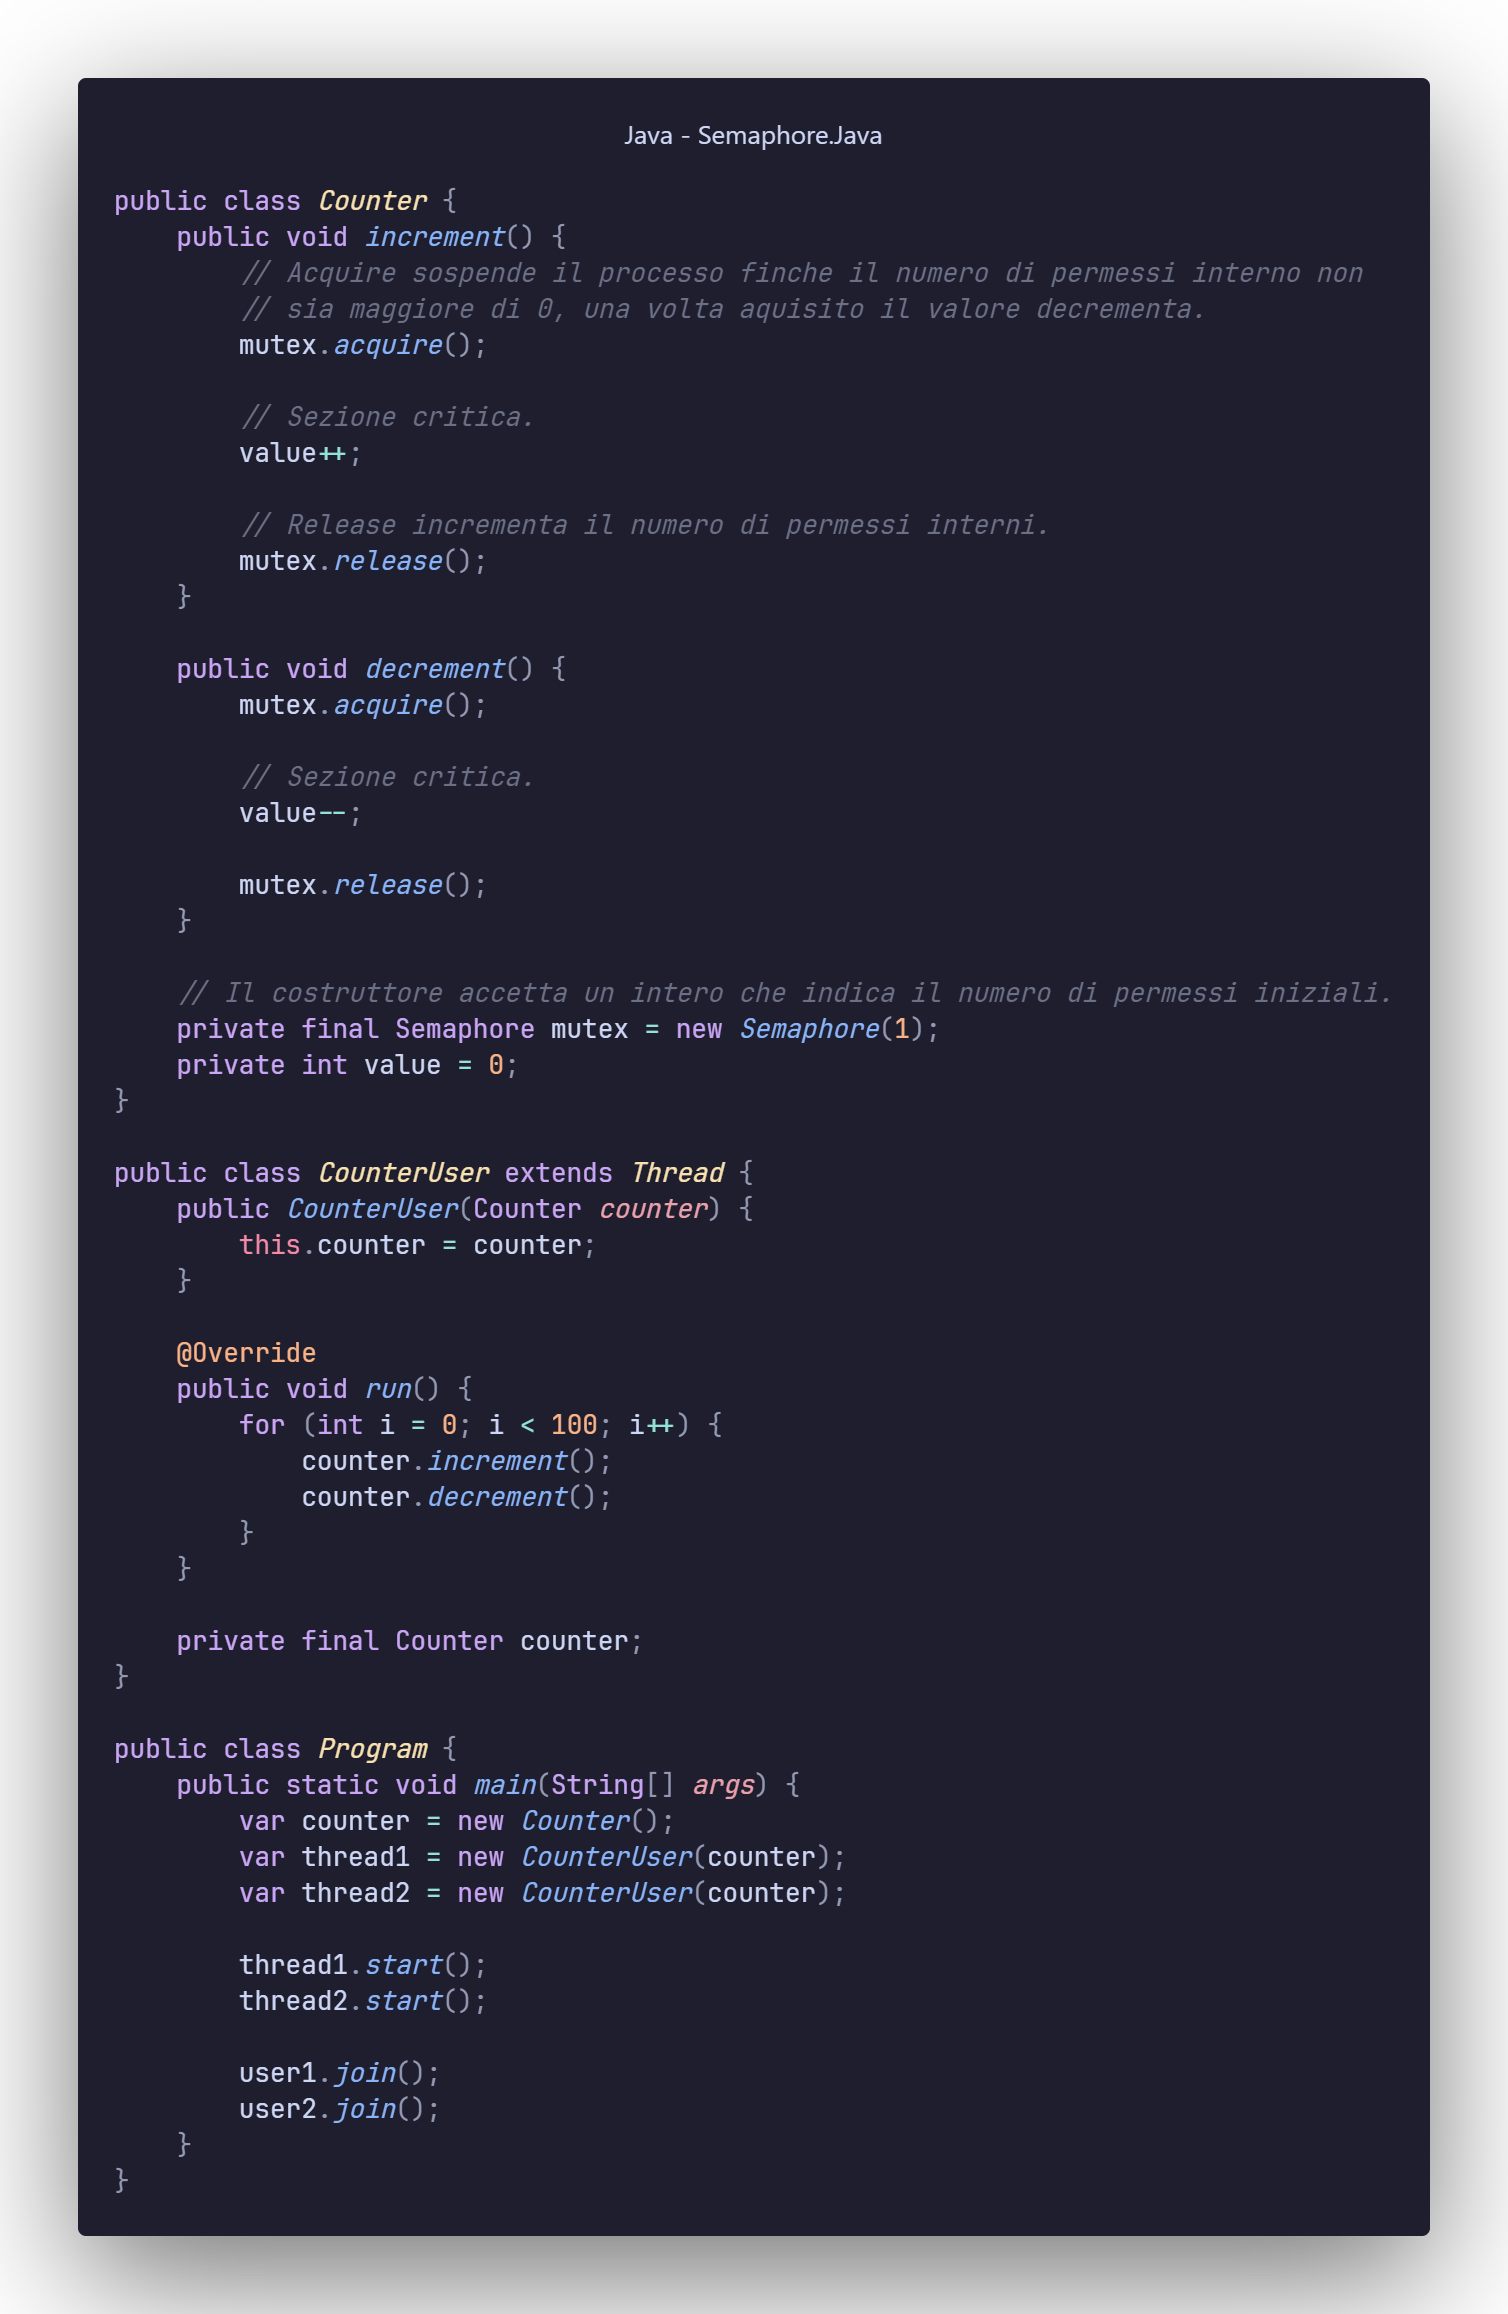 Java - Semaphore.Java
public class Counter {
    public void increment() {
        // Acquire sospende il processo finche il numero di permessi interno non
        // sia maggiore di 0, una volta aquisito il valore decrementa.
        mutex.acquire();

        // Sezione critica.
        value++;

        // Release incrementa il numero di permessi interni.
        mutex.release();
    }

    public void decrement() {
        mutex.acquire();

        // Sezione critica.
        value--;

        mutex.release();
    }

    // Il costruttore accetta un intero che indica il numero di permessi iniziali.
    private final Semaphore mutex = new Semaphore(1);
    private int value = 0;
}

public class CounterUser extends Thread {
    public CounterUser(Counter counter) {
        this.counter = counter;
    }

    @Override
    public void run() {
        for (int i = 0; i < 100; i++) {
            counter.increment();
            counter.decrement();
        }
    }

    private final Counter counter;
}

public class Program {
    public static void main(String[] args) {
        var counter = new Counter();
        var thread1 = new CounterUser(counter);
        var thread2 = new CounterUser(counter);

        thread1.start();
        thread2.start();

        user1.join();
        user2.join();
    }
}